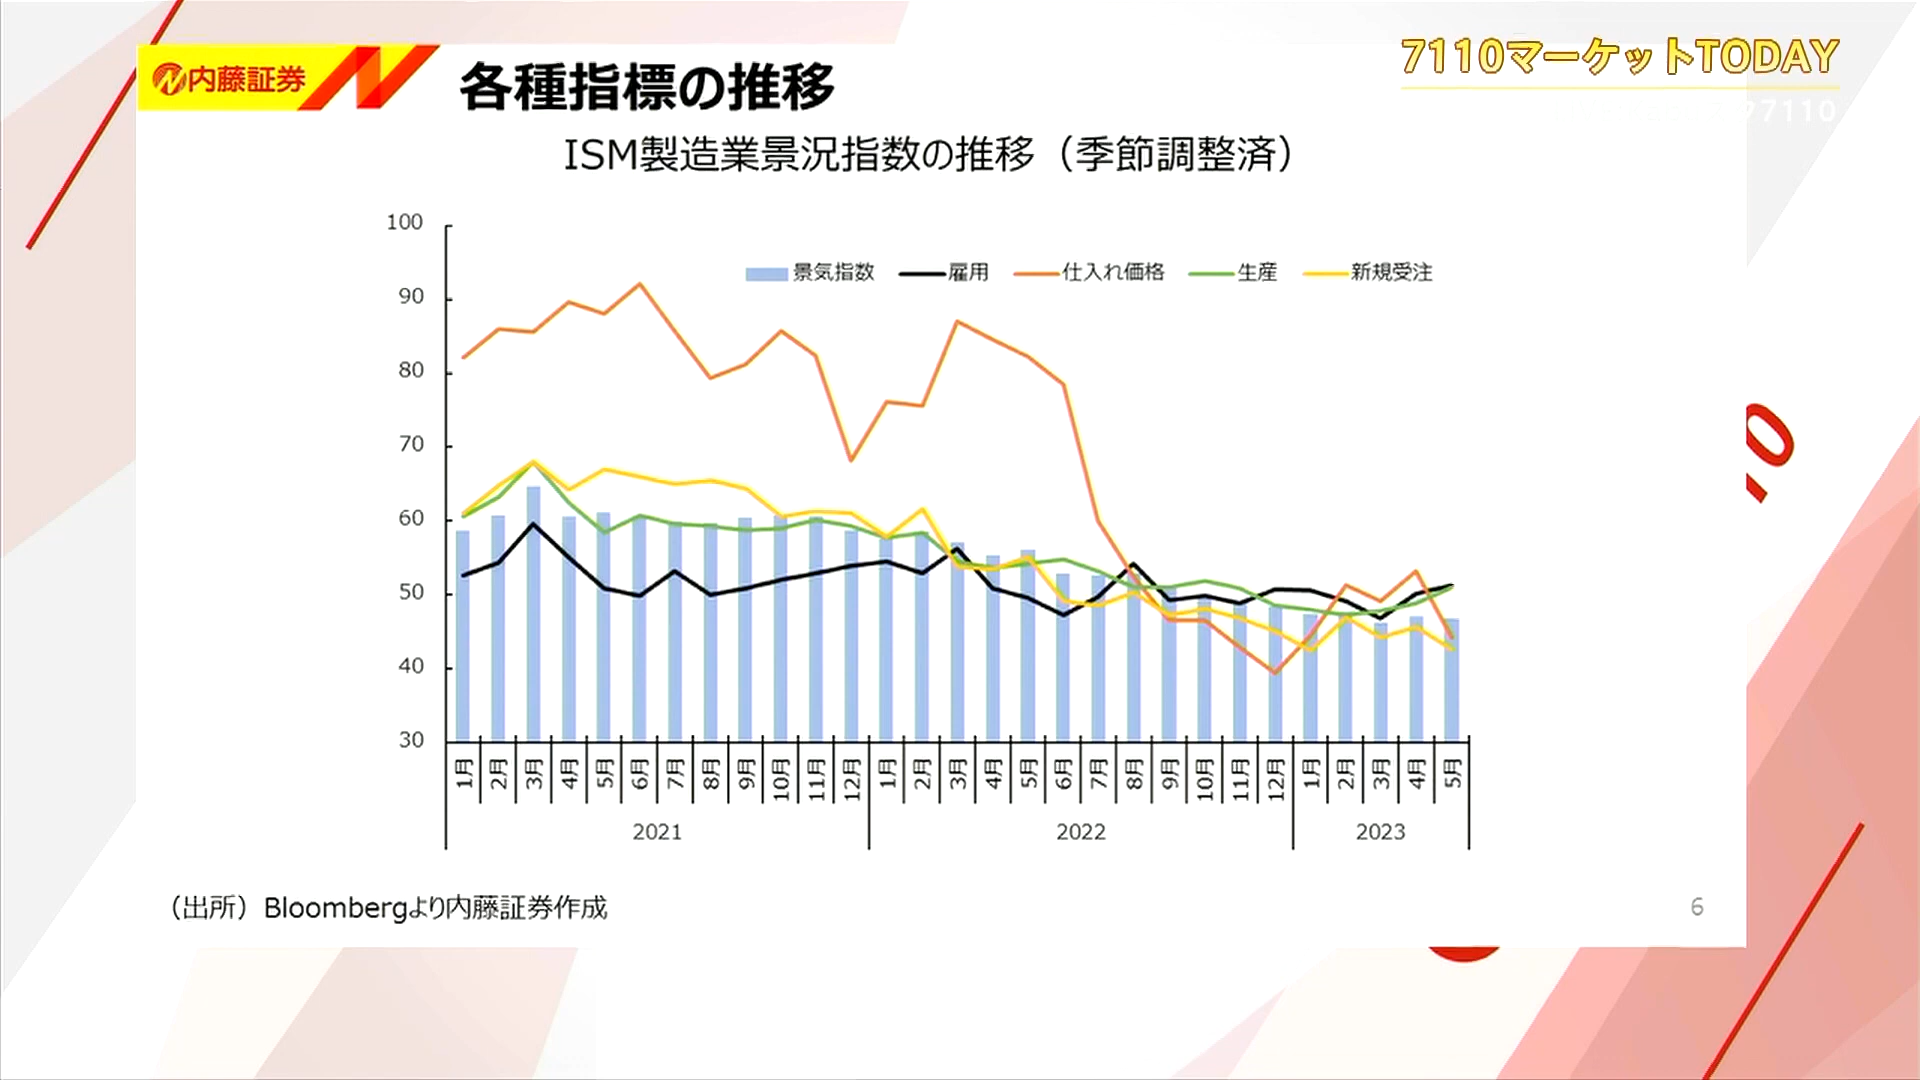 内藤証券
各種指標の推移
7110マーケットTODAY
7110
ISM製造業景況指数の推移（季節調整済）
100
90
80
70
60
50
40
30
景気指数 雇用 仕入れ価格 生産 新規受注
1月 2月 3月 4月 5月 6月 7月 8月 9月 10月 11月 12月 1月 2月 3月 4月 5月 6月 7月 8月 9月 10月 11月 12月 1月 2月 3月 4月 5月
2021 2022 2023
（出所）Bloombergより内藤証券作成
6